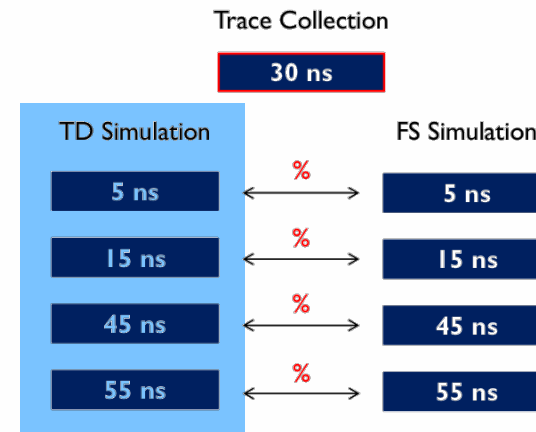 Trace Collection
30 ns
TD Simulation
FS Simulation
5 ns
%
5 ns
15 ns
%
15 ns
45 ns
%
45 ns
55 ns
%
55 ns